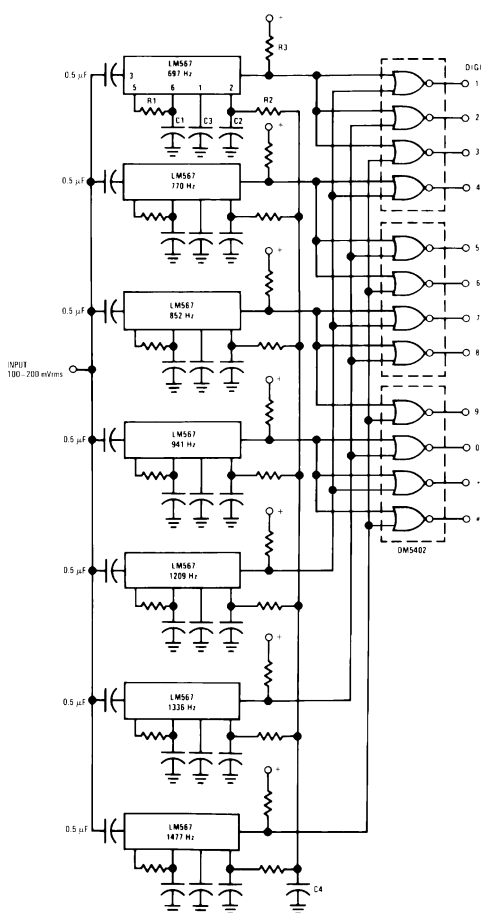 +
R3
LM567
697 Hz
0.5 μF
3
5 6 1 2
R1
C1 C3 C2
R2
DIGI
1
2
3
4
+
LM567
770 Hz
0.5 μF
5
6
7
8
+
LM567
852 Hz
0.5 μF
INPUT
100–200 mVrms
+
LM567
941 Hz
0.5 μF
9
0
*
#
DM5402
+
LM567
1209 Hz
0.5 μF
+
LM567
1336 Hz
0.5 μF
+
LM567
1477 Hz
0.5 μF
C4